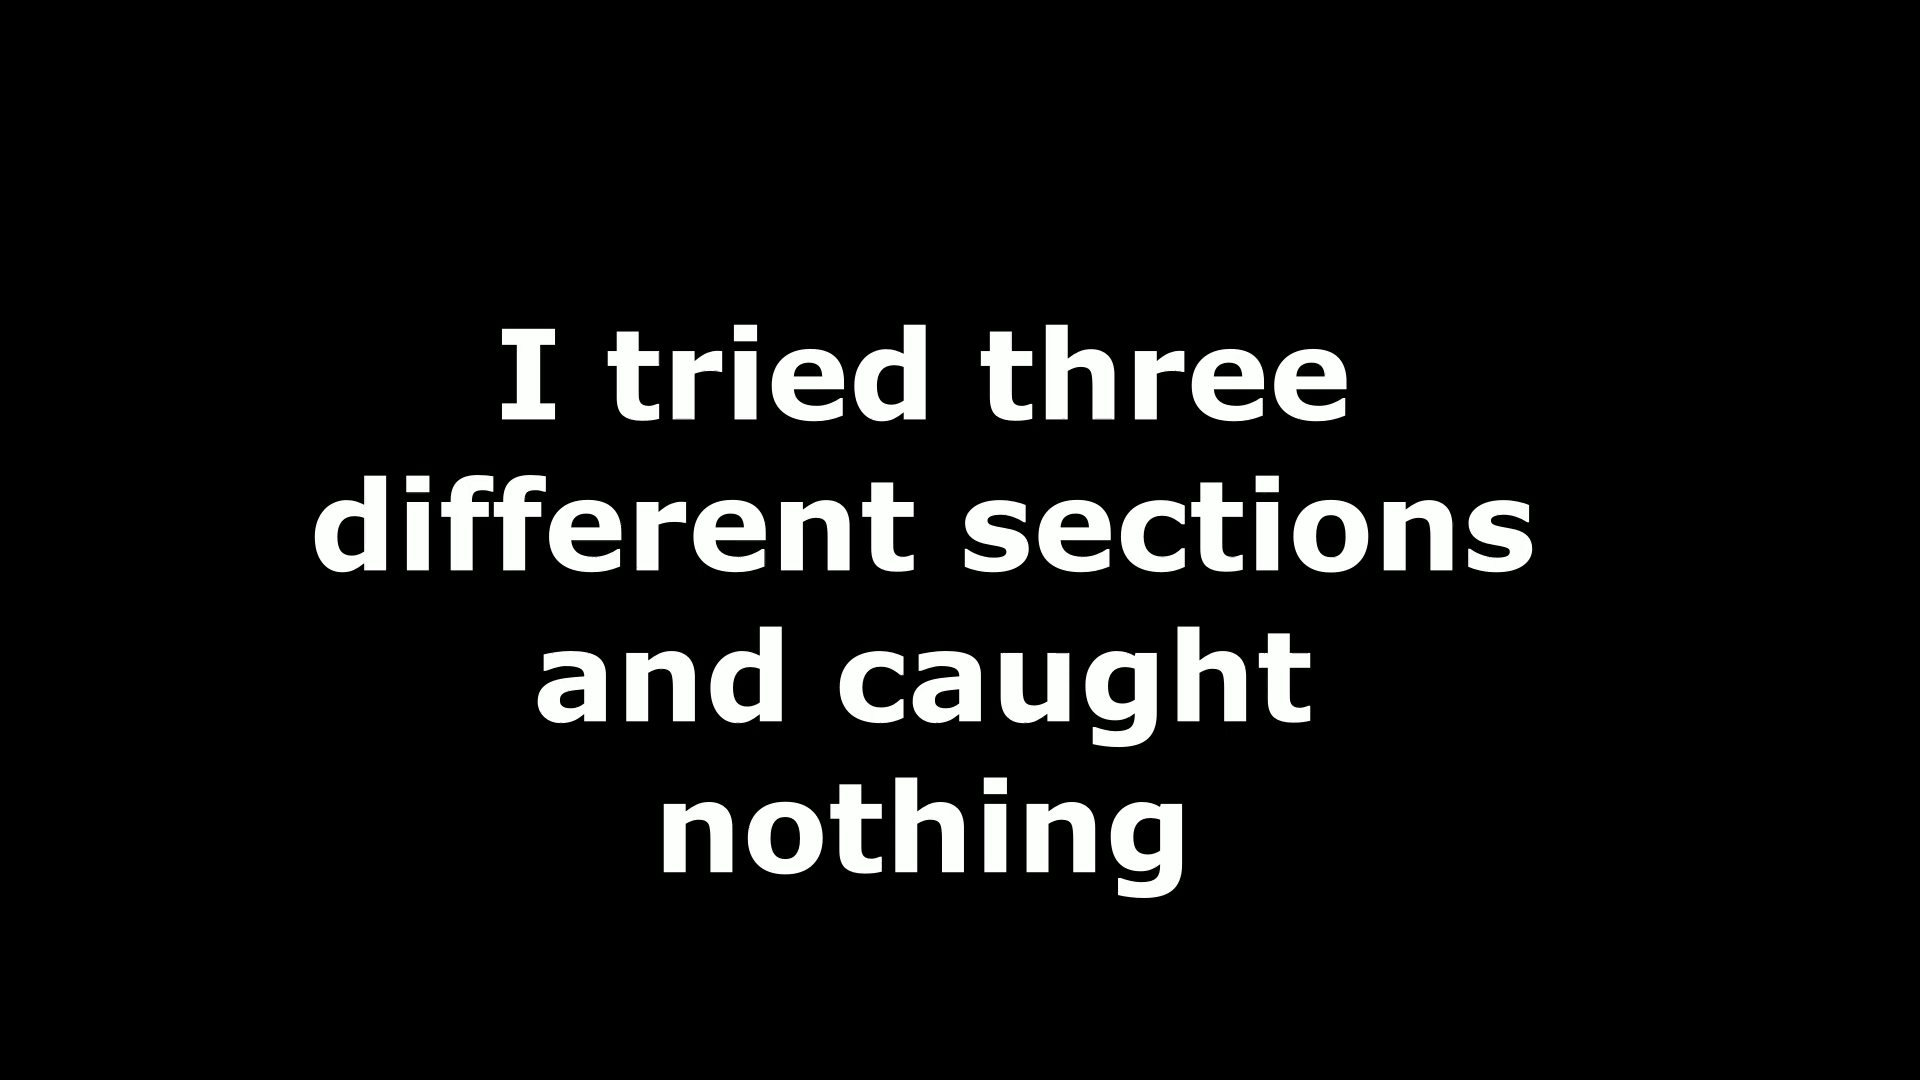 I tried three
different sections
and caught
nothing